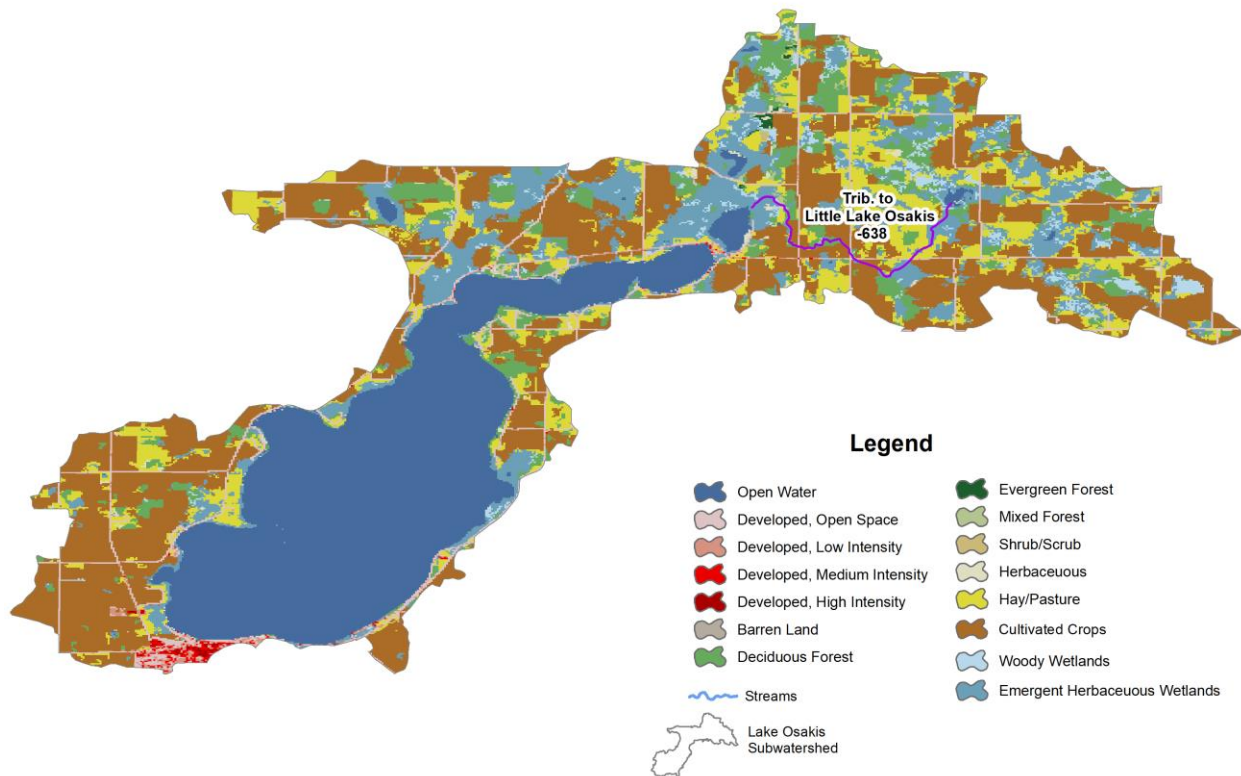 Trib. to
Little Lake Osakis
-638
Legend
Open Water
Developed, Open Space
Developed, Low Intensity
Developed, Medium Intensity
Developed, High Intensity
Barren Land
Deciduous Forest
Streams
Lake Osakis
Subwatershed
Evergreen Forest
Mixed Forest
Shrub/Scrub
Herbaceuous
Hay/Pasture
Cultivated Crops
Woody Wetlands
Emergent Herbaceuous Wetlands